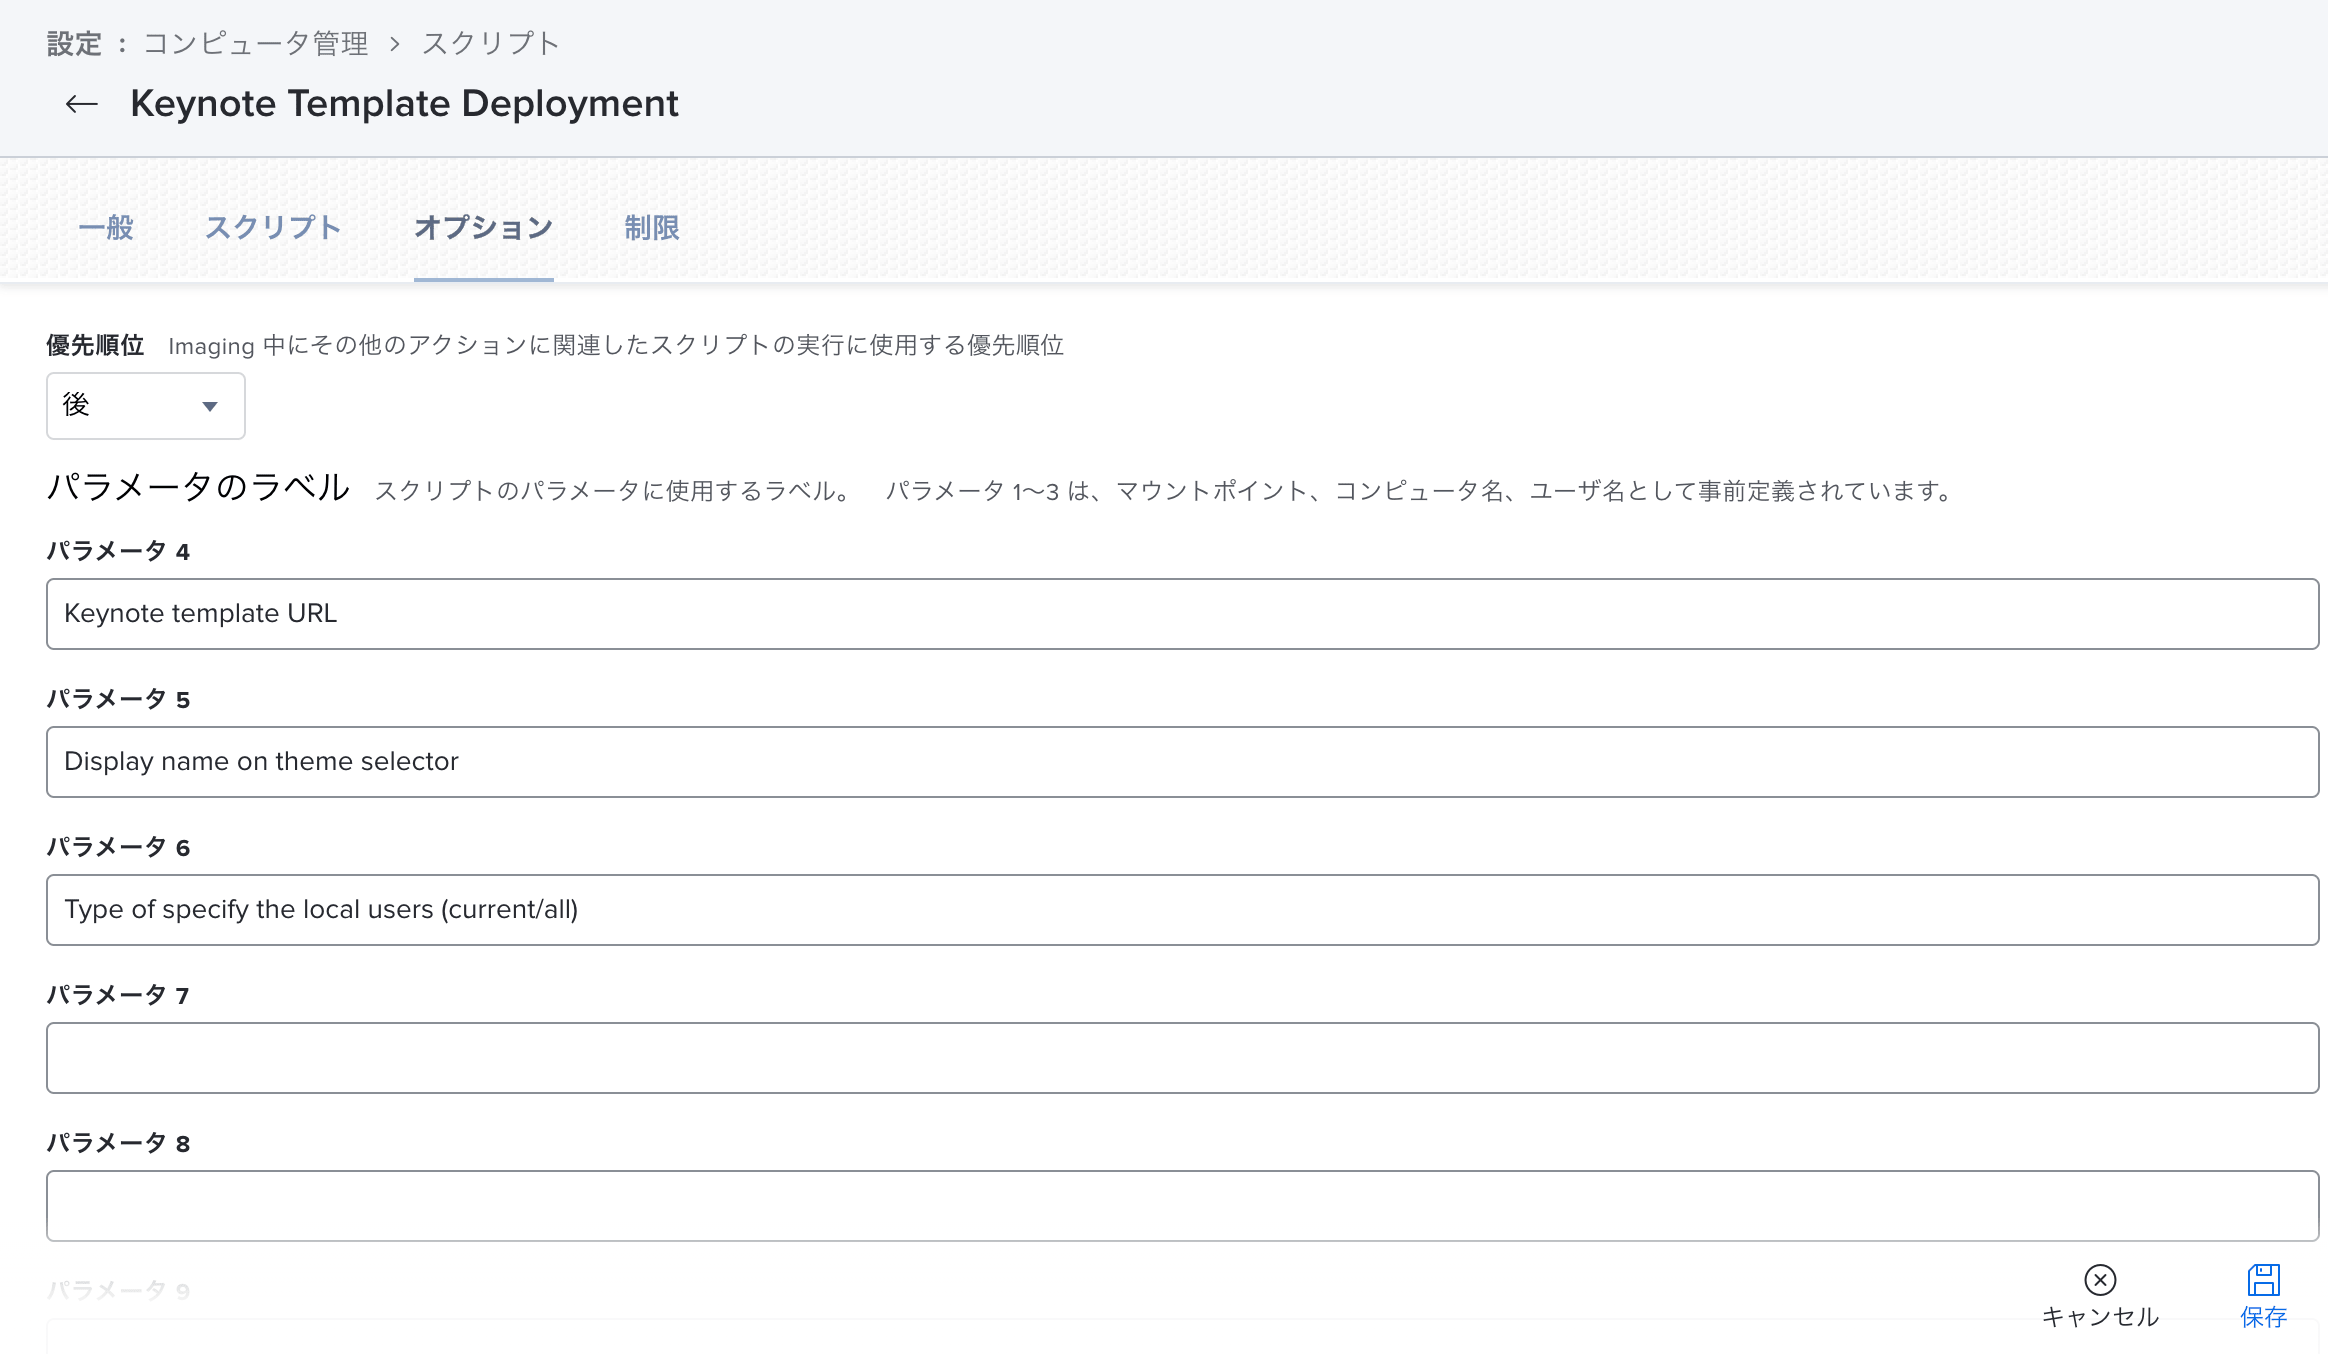 設定 : コンピュータ管理 > スクリプト
← Keynote Template Deployment
一般 スクリプト オプション 制限
優先順位 Imaging 中にその他のアクションに関連したスクリプトの実行に使用する優先順位
後
パラメータのラベル スクリプトのパラメータに使用するラベル。 パラメータ 1〜3 は、マウントポイント、コンピュータ名、ユーザ名として事前定義されています。
パラメータ 4
Keynote template URL
パラメータ 5
Display name on theme selector
パラメータ 6
Type of specify the local users (current/all)
パラメータ 7
パラメータ 8
パラメータ 9
キャンセル 保存